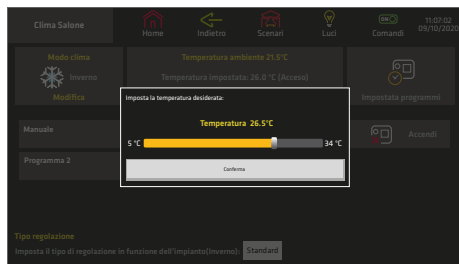 Clima Salone
Home
Indietro
Scenari
Luci
ON
Comandi
11:07:02
09/10/2020
Modo clima
Inverno
Modifica
Temperatura ambiente 21.5°C
Temperatura impostata: 26.0 °C (Acceso)
Impostata programmi
Imposta la temperatura desiderata:
Temperatura 26.5°C
5 °C
34 °C
Conferma
Manuale
Accendi
Programma 2
Tipo regolazione
Imposta il tipo di regolazione in funzione dell'impianto(Inverno): Standard